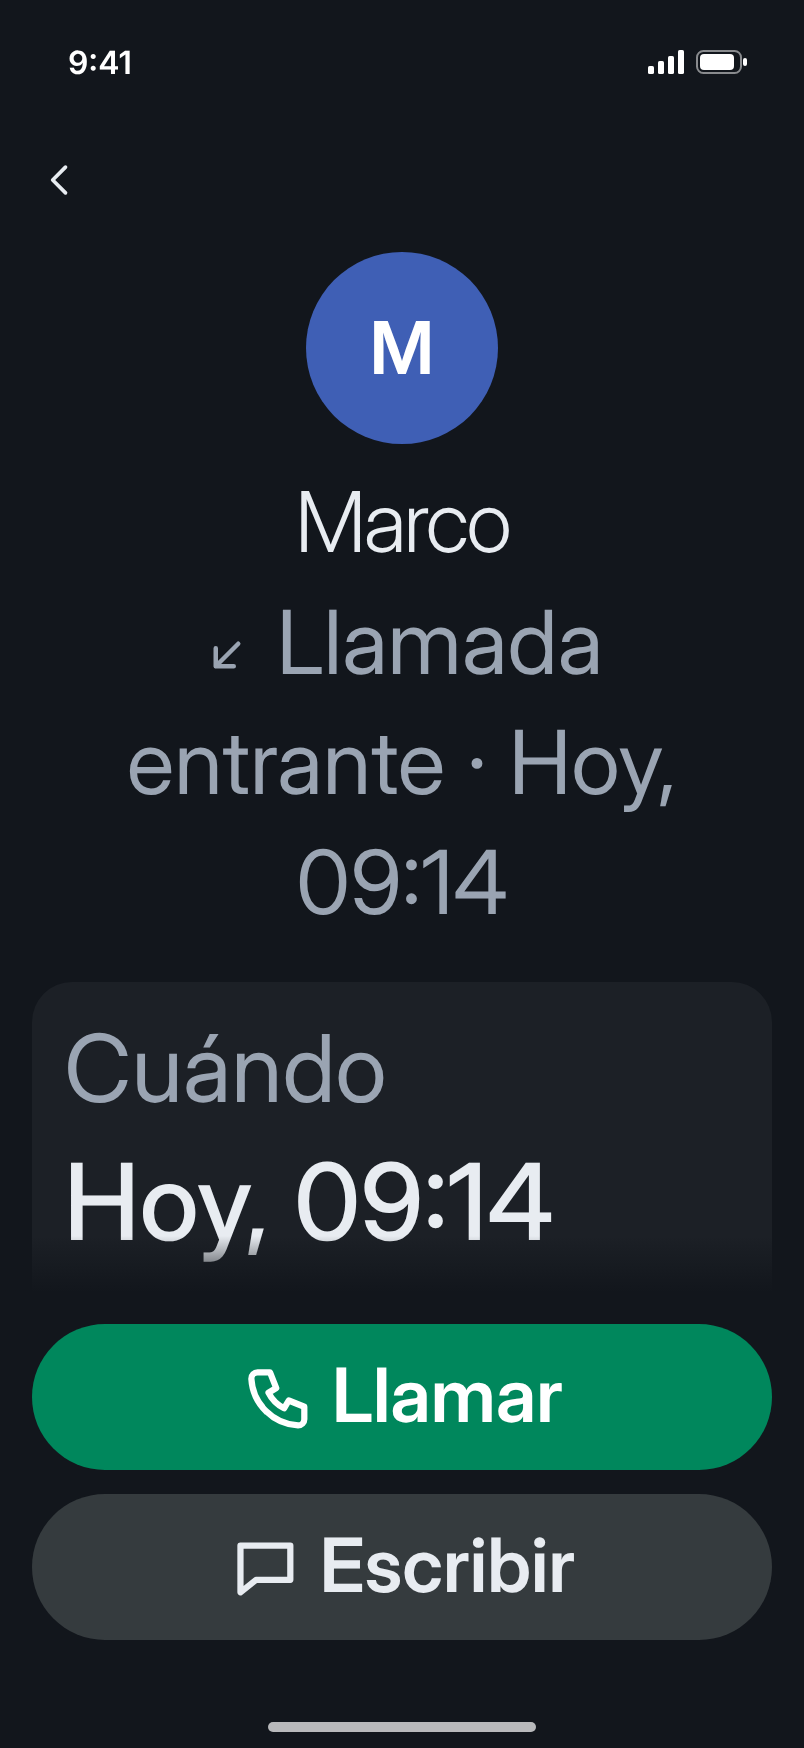 9:41
M
Marco
Llamada
entrante · Hoy,
09:14
Cuándo
Hoy, 09:14
Llamar
Escribir